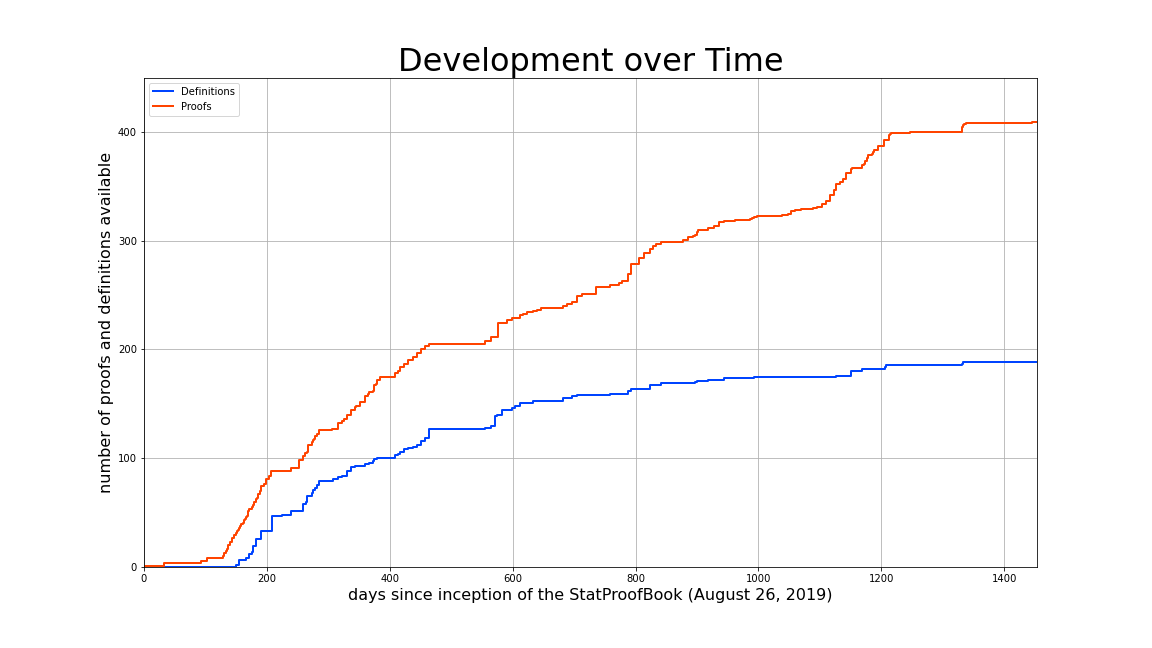 Development over Time
Definitions
Proofs
number of proofs and definitions available
400
300
200
100
0
0 200 400 600 800 1000 1200 1400
days since inception of the StatProofBook (August 26, 2019)